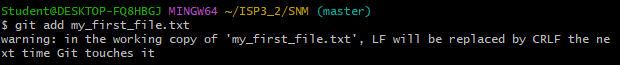 Student@DESKTOP-FQ8HBGJ MINGW64 ~/ISP3_2/SNM (master)
$ git add my_first_file.txt
warning: in the working copy of 'my_first_file.txt', LF will be replaced by CRLF the ne
xt time Git touches it